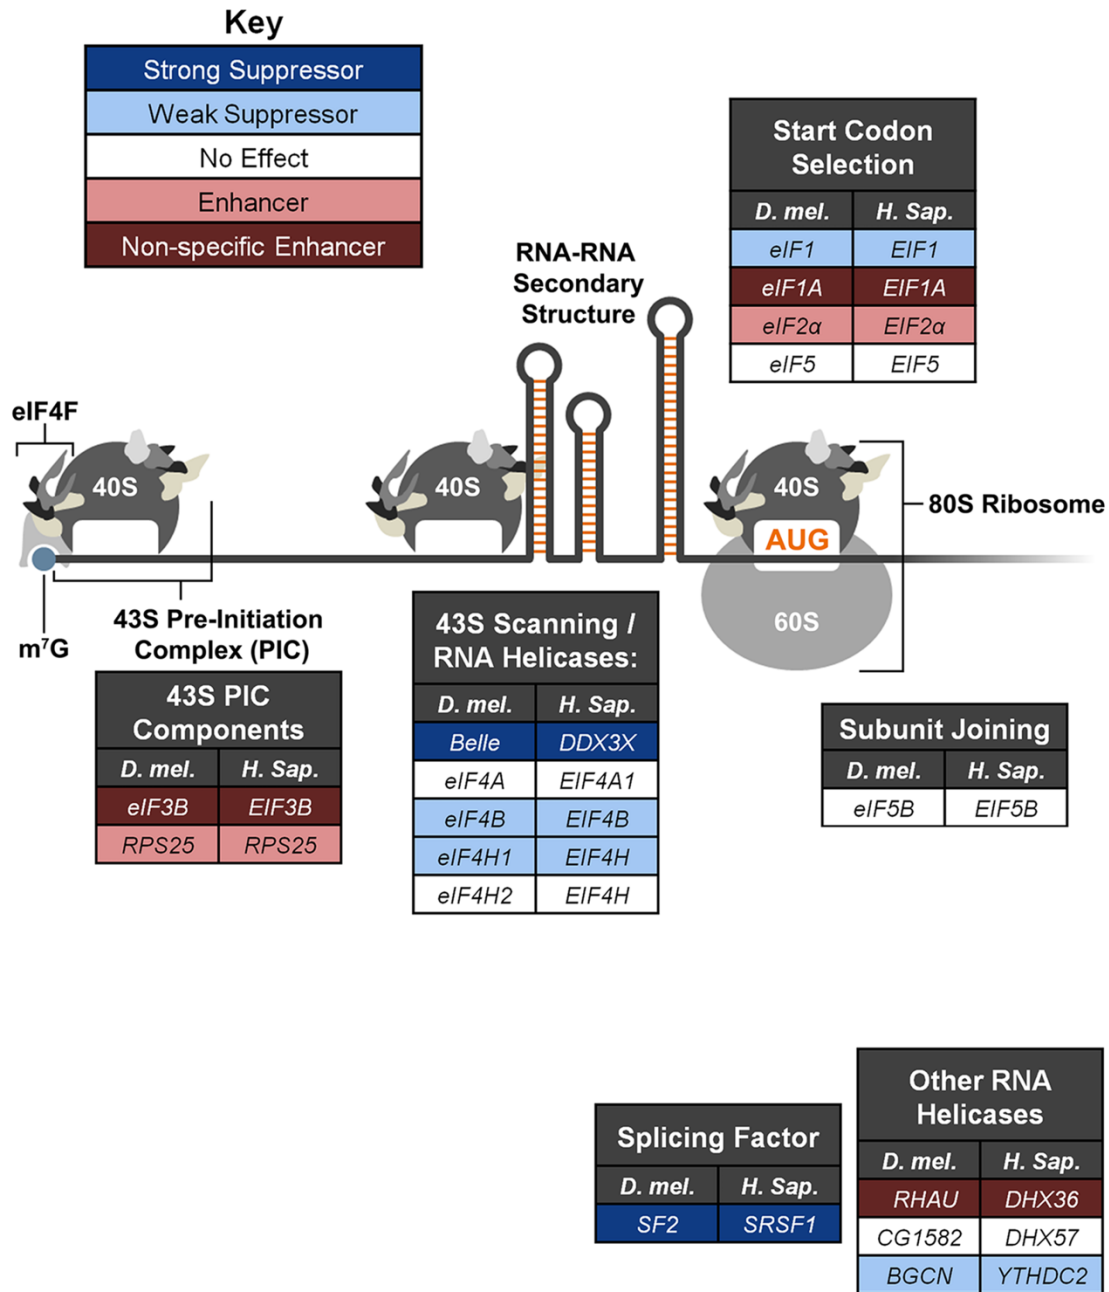 Key
Strong Suppressor
Weak Suppressor
No Effect
Enhancer
Non-specific Enhancer
Start Codon
Selection
D. mel. H. Sap.
eIF1 EIF1
eIF1A EIF1A
eIF2α EIF2α
eIF5 EIF5
RNA-RNA
Secondary
Structure
eIF4F
40S
40S
40S
AUG
60S
80S Ribosome
m⁷G
43S Pre-Initiation
Complex (PIC)
43S PIC
Components
D. mel. H. Sap.
eIF3B EIF3B
RPS25 RPS25
43S Scanning /
RNA Helicases:
D. mel. H. Sap.
Belle DDX3X
eIF4A EIF4A1
eIF4B EIF4B
eIF4H1 EIF4H
eIF4H2 EIF4H
Subunit Joining
D. mel. H. Sap.
eIF5B EIF5B
Splicing Factor
D. mel. H. Sap.
SF2 SRSF1
Other RNA
Helicases
D. mel. H. Sap.
RHAU DHX36
CG1582 DHX57
BGCN YTHDC2